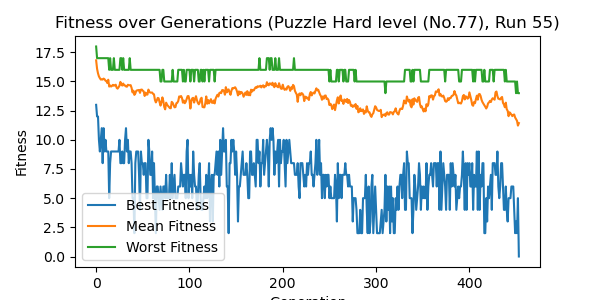 Fitness over Generations (Puzzle Hard level (No.77), Run 55)
Fitness
17.5
15.0
12.5
10.0
7.5
5.0
2.5
0.0
Best Fitness
Mean Fitness
Worst Fitness
0 100 200 300 400
Generation